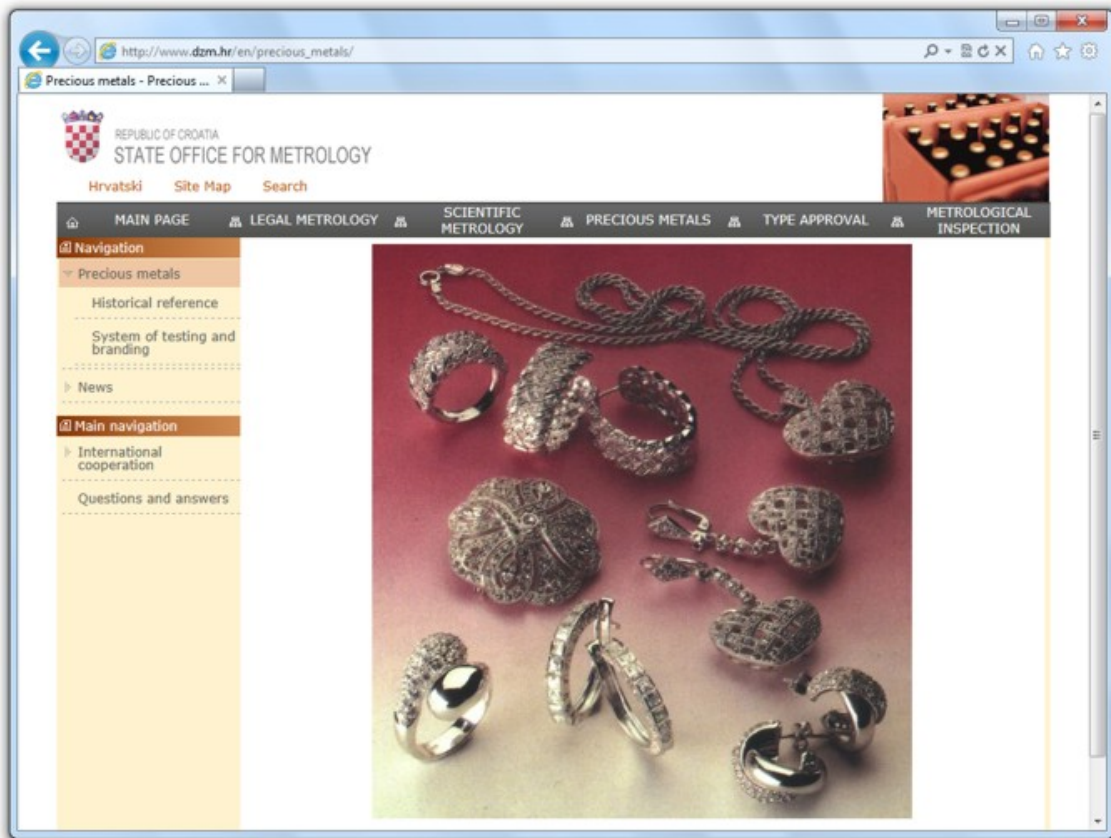 http://www.dzm.hr/en/precious_metals/
Precious metals - Precious ...
REPUBLIC OF CROATIA
STATE OFFICE FOR METROLOGY
Hrvatski Site Map Search
MAIN PAGE LEGAL METROLOGY SCIENTIFIC METROLOGY PRECIOUS METALS TYPE APPROVAL METROLOGICAL INSPECTION
Navigation
Precious metals
Historical reference
System of testing and
branding
News
Main navigation
International
cooperation
Questions and answers